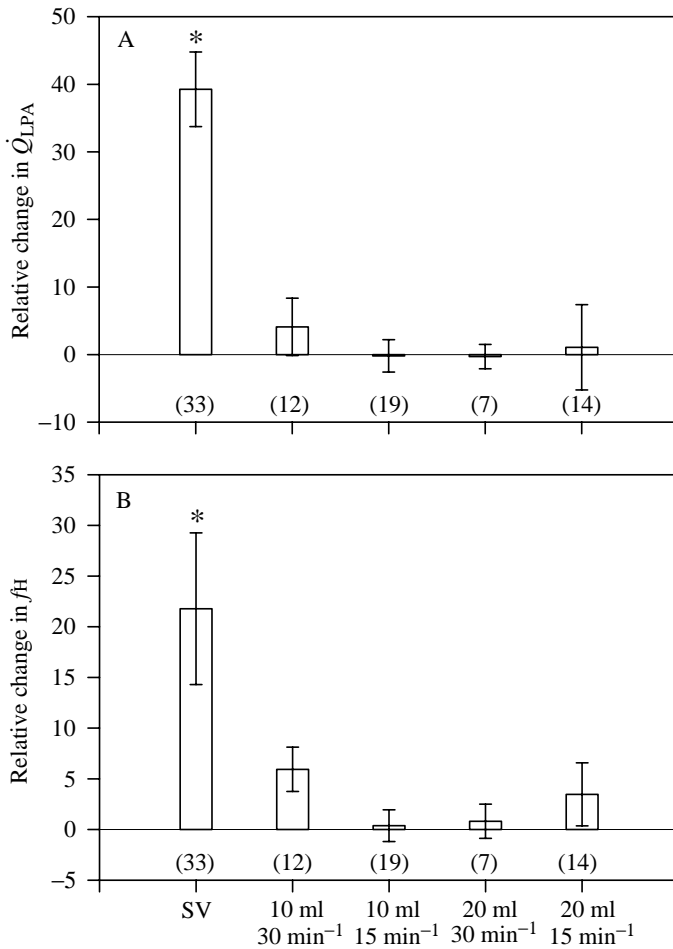 50
40
30
20
10
0
−10
Relative change in Q̇LPA
A
*
(33) (12) (19) (7) (14)
35
30
25
20
15
10
5
0
−5
Relative change in fH
B
*
(33) (12) (19) (7) (14)
SV 10 ml 10 ml 20 ml 20 ml
30 min⁻¹ 15 min⁻¹ 30 min⁻¹ 15 min⁻¹